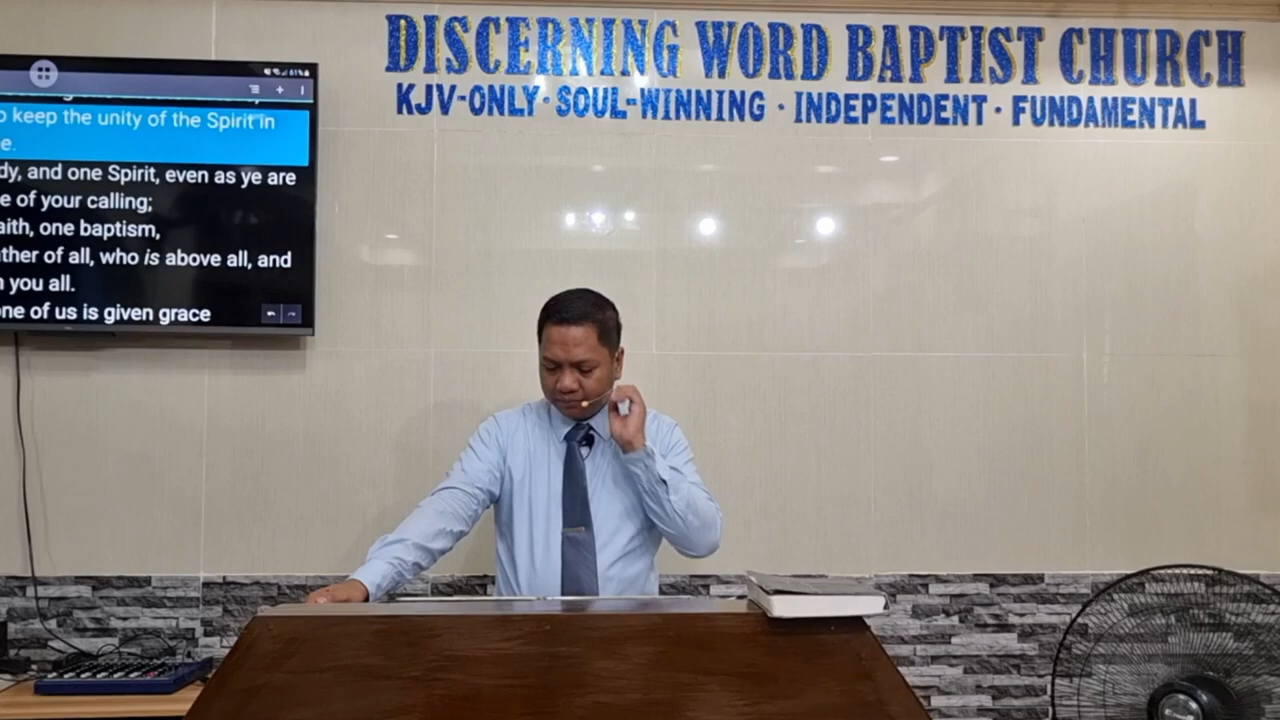 DISCERNING WORD BAPTIST CHURCH
KJV-ONLY · SOUL-WINNING · INDEPENDENT · FUNDAMENTAL
61%
keep the unity of the Spirit in
e.
dy, and one Spirit, even as ye are
e of your calling;
aith, one baptism,
ther of all, who is above all, and
you all.
one of us is given grace